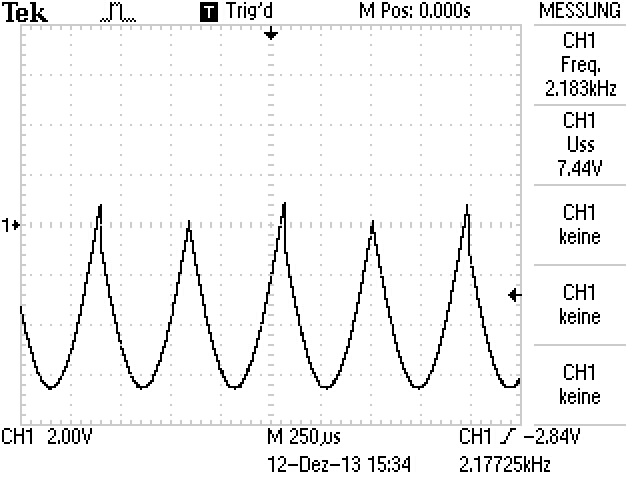 Tek
T Trig'd
M Pos: 0.000s
MESSUNG
CH1
Freq.
2.183kHz
CH1
Uss
7.44V
CH1
keine
CH1
keine
CH1
keine
1
CH1 2.00V
M 250µs
CH1 -2.84V
12-Dez-13 15:34
2.17725kHz